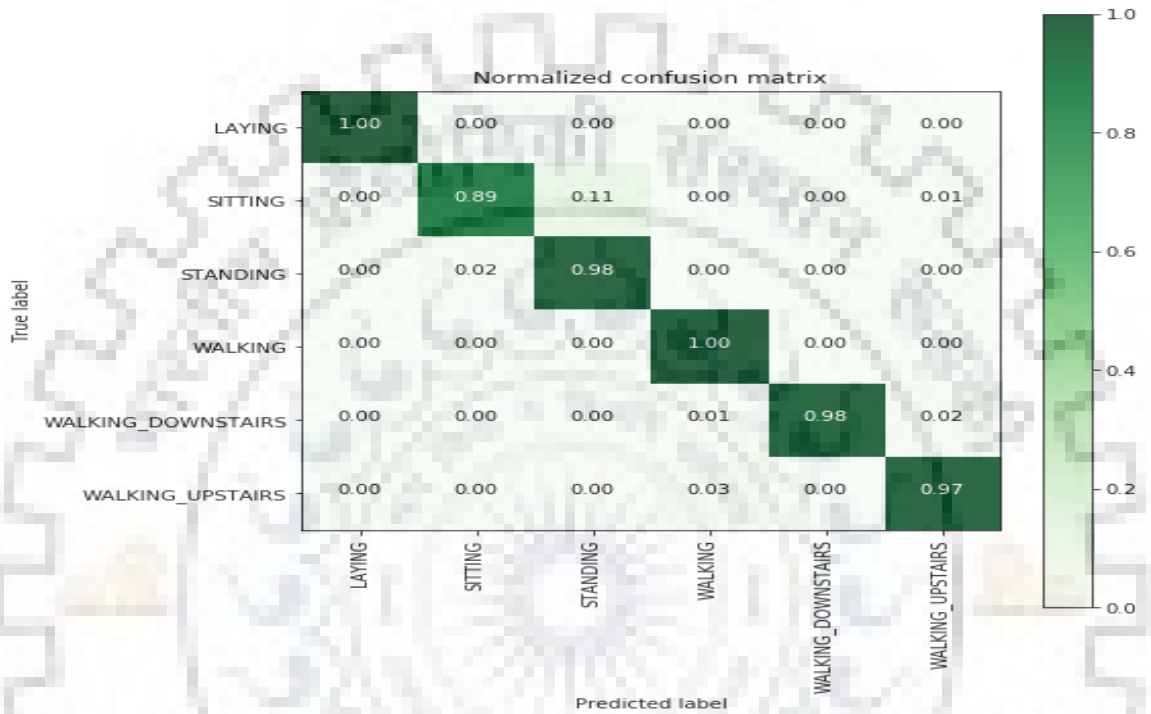 Normalized confusion matrix
1.0
0.8
0.6
0.4
0.2
0.0
True label
LAYING 1.00 0.00 0.00 0.00 0.00 0.00
SITTING 0.00 0.89 0.11 0.00 0.00 0.01
STANDING 0.00 0.02 0.98 0.00 0.00 0.00
WALKING 0.00 0.00 0.00 1.00 0.00 0.00
WALKING_DOWNSTAIRS 0.00 0.00 0.00 0.01 0.98 0.02
WALKING_UPSTAIRS 0.00 0.00 0.00 0.03 0.00 0.97
LAYING
SITTING
STANDING
WALKING
WALKING_DOWNSTAIRS
WALKING_UPSTAIRS
Predicted label